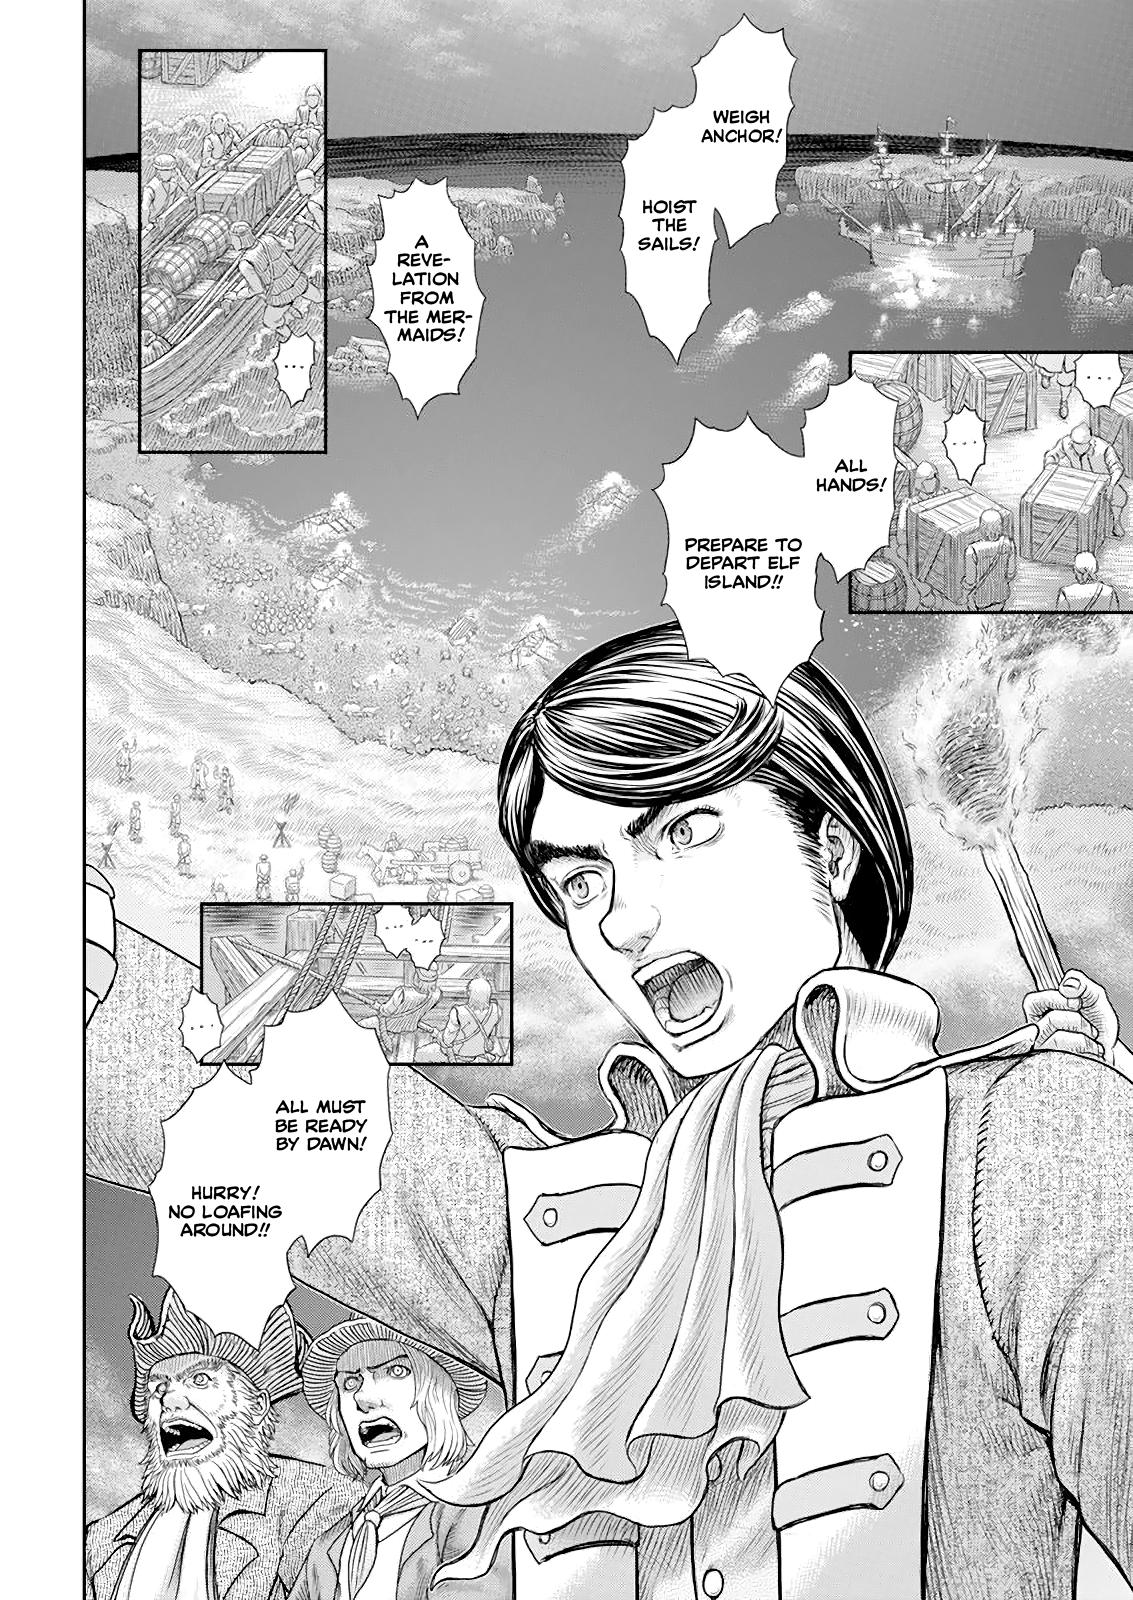 WEIGH
ANCHOR!
HOIST
THE
SAILS!
A
REVE-
LATION
FROM
THE MER-
MAIDS!
...
...
...
ALL
HANDS!
PREPARE TO
DEPART ELF
ISLAND!!
...
...
...
ALL MUST
BE READY
BY DAWN!
HURRY!
NO LOAFING
AROUND!!